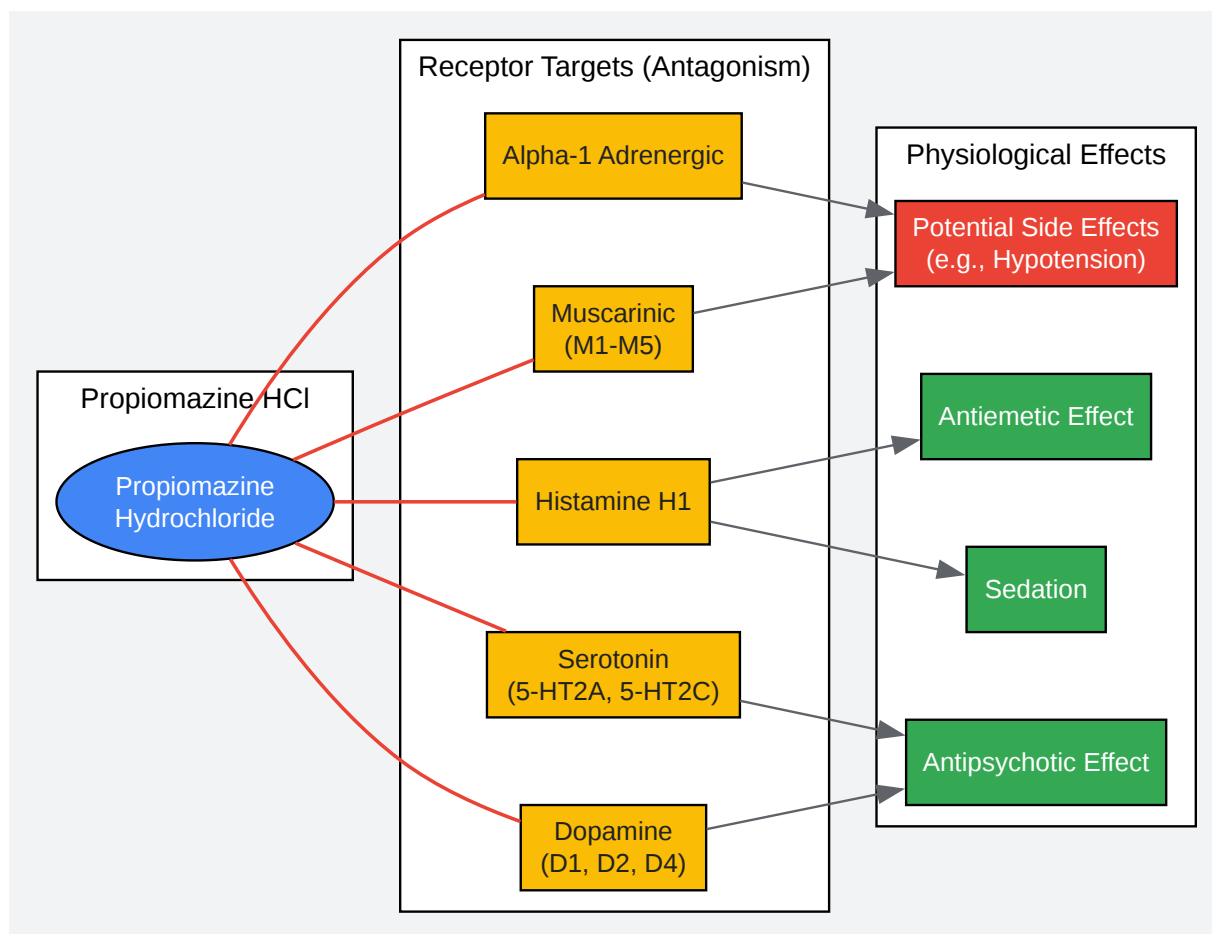 Propiomazine HCl
Propiomazine
Hydrochloride
Receptor Targets (Antagonism)
Alpha-1 Adrenergic
Muscarinic
(M1-M5)
Histamine H1
Serotonin
(5-HT2A, 5-HT2C)
Dopamine
(D1, D2, D4)
Physiological Effects
Potential Side Effects
(e.g., Hypotension)
Antiemetic Effect
Sedation
Antipsychotic Effect